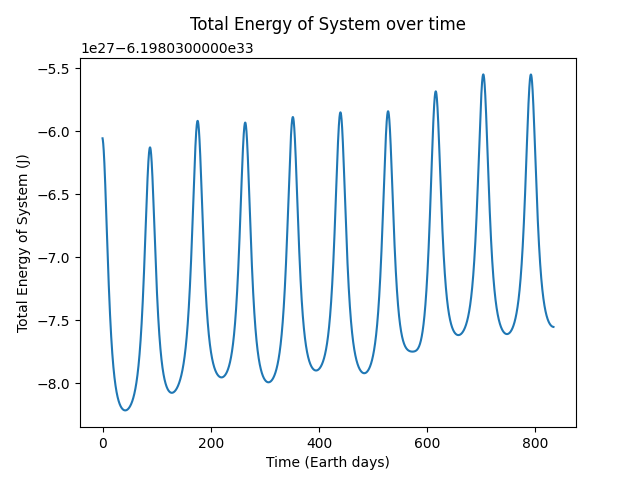 Total Energy of System over time
1e27−6.1980300000e33
Total Energy of System (J)
−5.5
−6.0
−6.5
−7.0
−7.5
−8.0
0 200 400 600 800
Time (Earth days)